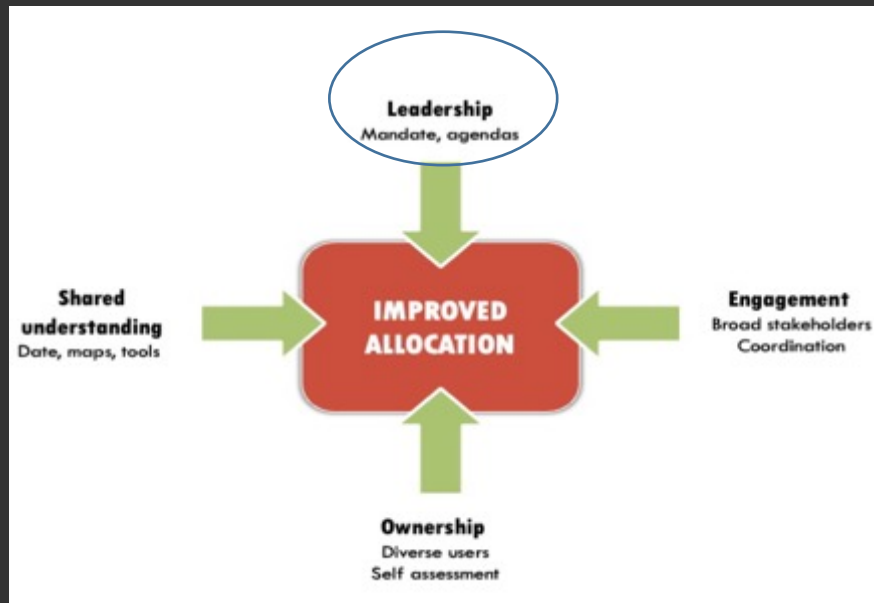 Leadership
Mandate, agendas
Shared
understanding
Date, maps, tools
IMPROVED
ALLOCATION
Engagement
Broad stakeholders
Coordination
Ownership
Diverse users
Self assessment